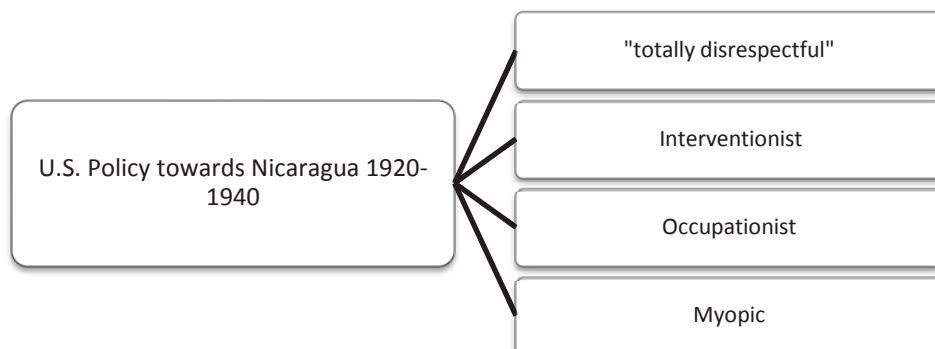 U.S. Policy towards Nicaragua 1920-
1940
"totally disrespectful"
Interventionist
Occupationist
Myopic